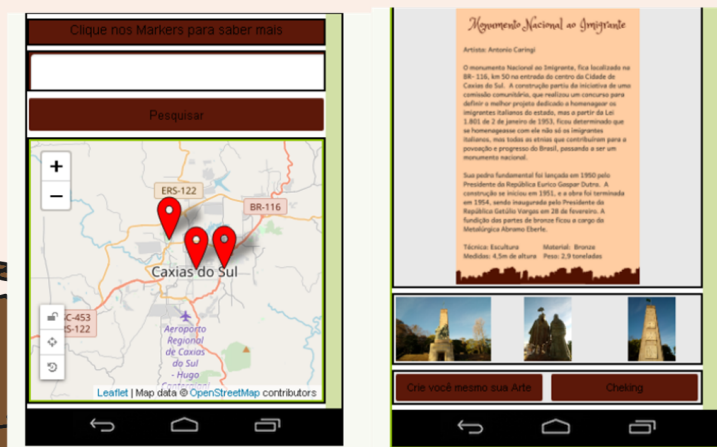 Clique nos Markers para saber mais
Pesquisar
+
−
ERS-122
BR-116
Caxias do Sul
SC-453
RS-122
Aeroporto
Regional
de Caxias
do Sul
- Hugo
Leaflet | Map data © OpenStreetMap contributors
Monumento Nacional ao Imigrante
Artista: Antonio Caringi
O monumento Nacional ao Imigrante, fica localizado na
BR- 116, km 50 na entrada do centro da Cidade de
Caxias do Sul. A construção partiu da iniciativa de uma
comissão comunitária, que realizou um concurso para
definir o melhor projeto dedicado a homenagear os
imigrantes italianos do estado, mas a partir da Lei
1.801 de 2 de janeiro de 1953, ficou determinado que
se homenageasse com ele não só os imigrantes
italianos, mas todas as etnias que contribuíram para a
povoação e progresso do Brasil, passando a ser um
monumento nacional.
Sua pedra fundamental foi lançada em 1950 pelo
Presidente da República Eurico Gaspar Dutra. A
construção se iniciou em 1951, e a obra foi terminada
em 1954, sendo inaugurada pelo Presidente da
República Getúlio Vargas em 28 de fevereiro. A
fundição das partes de bronze ficou a cargo da
Metalúrgica Abramo Eberle.
Técnica: Escultura Material: Bronze
Medidas: 4,5m de altura Peso: 2,9 toneladas
Crie você mesmo sua Arte
Cheking